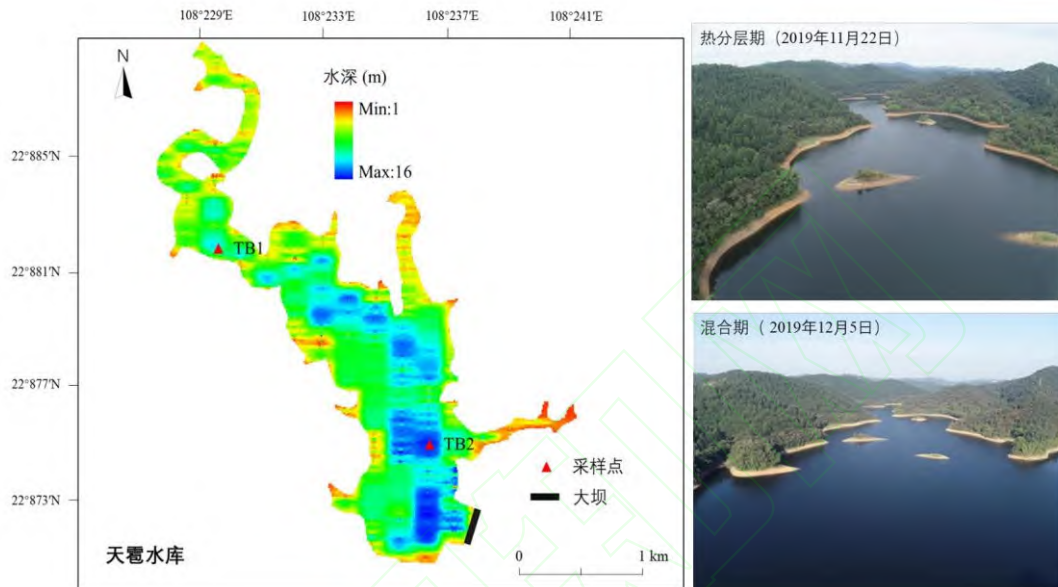 108°229′E
108°233′E
108°237′E
108°241′E
N
水深 (m)
Min:1
Max:16
22°885′N
22°881′N
22°877′N
22°873′N
TB1
TB2
采样点
大坝
天雹水库
0
1 km
热分层期（2019年11月22日）
混合期（ 2019年12月5日）